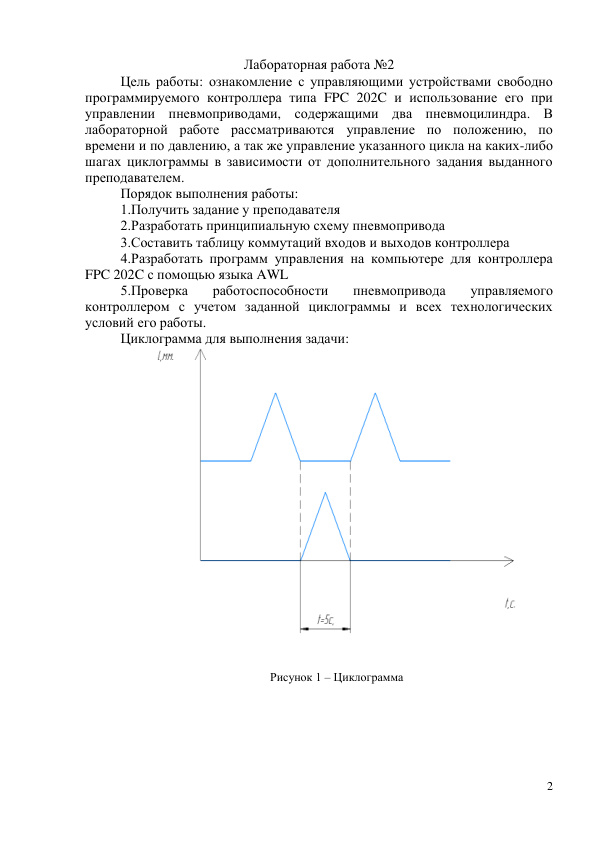 Лабораторная работа №2
Цель работы: ознакомление с управляющими устройствами свободно
программируемого контроллера типа FPC 202C и использование его при
управлении пневмоприводами, содержащими два пневмоцилиндра. В
лабораторной работе рассматриваются управление по положению, по
времени и по давлению, а так же управление указанного цикла на каких-либо
шагах циклограммы в зависимости от дополнительного задания выданного
преподавателем.
Порядок выполнения работы:
1.Получить задание у преподавателя
2.Разработать принципиальную схему пневмопривода
3.Составить таблицу коммутаций входов и выходов контроллера
4.Разработать программ управления на компьютере для контроллера
FPC 202C с помощью языка AWL
5.Проверка работоспособности пневмопривода управляемого
контроллером с учетом заданной циклограммы и всех технологических
условий его работы.
Циклограмма для выполнения задачи:
l,мм.
t,с.
t=5с,
Рисунок 1 – Циклограмма
2